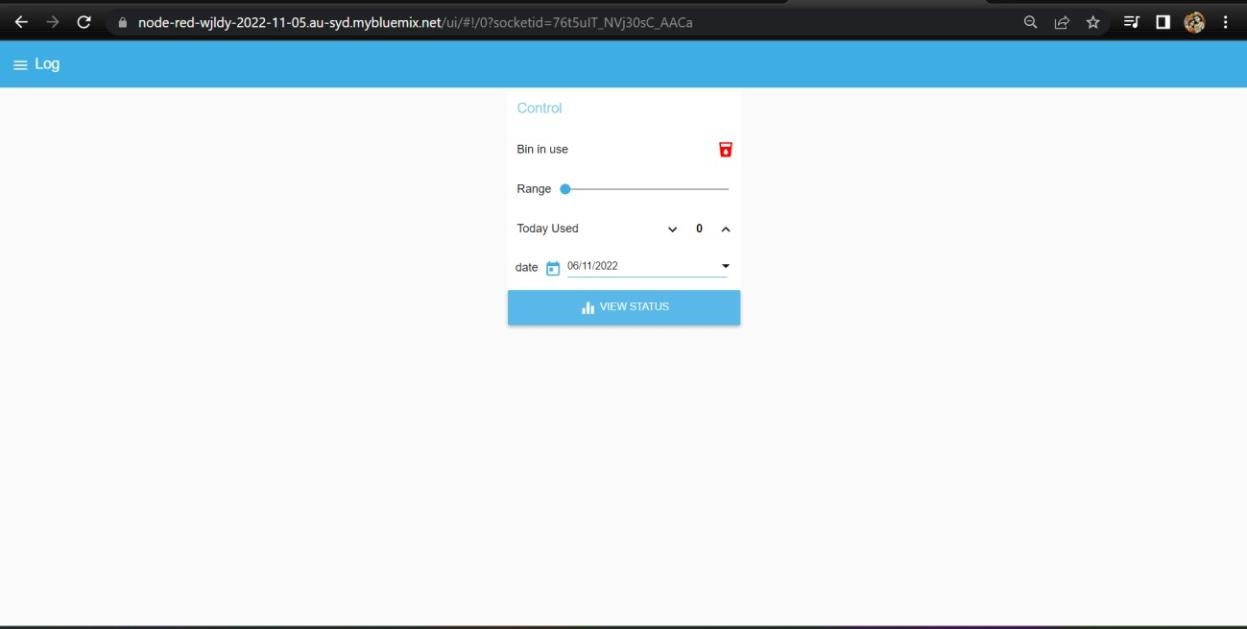 node-red-wjldy-2022-11-05.au-syd.mybluemix.net/ui/#!/0?socketid=76t5uIT_NVj30sC_AACa
Log
Control
Bin in use
Range
Today Used 0
date 06/11/2022
VIEW STATUS